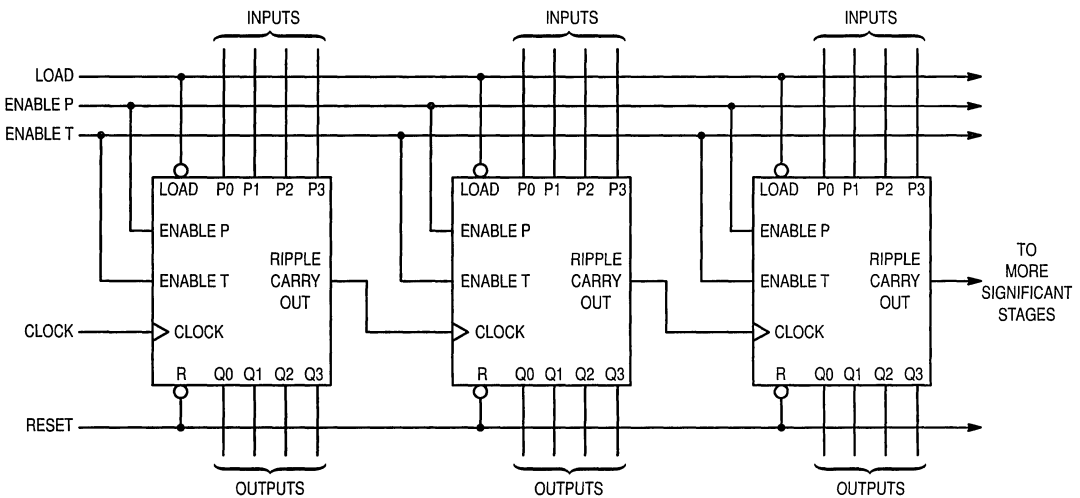 INPUTS INPUTS INPUTS
LOAD
ENABLE P
ENABLE T
LOAD P0 P1 P2 P3
ENABLE P
ENABLE T
RIPPLE
CARRY
OUT
CLOCK
R Q0 Q1 Q2 Q3
LOAD P0 P1 P2 P3
ENABLE P
ENABLE T
RIPPLE
CARRY
OUT
CLOCK
R Q0 Q1 Q2 Q3
LOAD P0 P1 P2 P3
ENABLE P
ENABLE T
RIPPLE
CARRY
OUT
CLOCK
R Q0 Q1 Q2 Q3
TO
MORE
SIGNIFICANT
STAGES
CLOCK
RESET
OUTPUTS OUTPUTS OUTPUTS